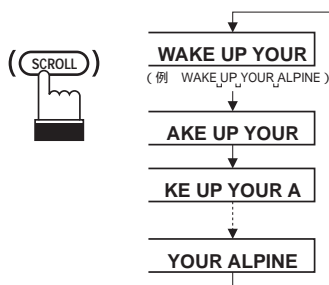 ( SCROLL )
WAKE UP YOUR
(例 WAKE␣UP␣YOUR␣ALPINE)
AKE UP YOUR
KE UP YOUR A
YOUR ALPINE